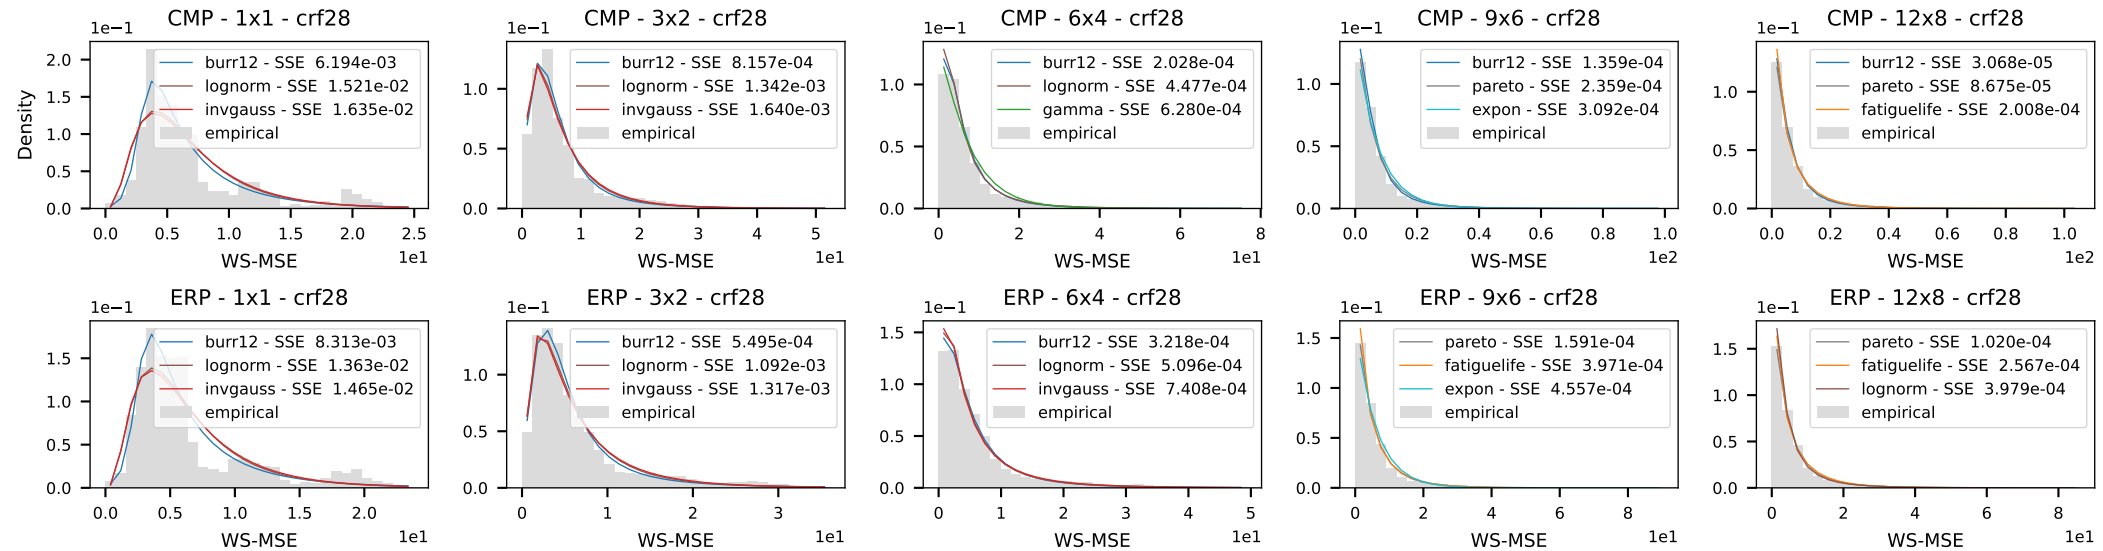 CMP - 1x1 - crf28
1e−1
Density
2.0
1.5
1.0
0.5
0.0
burr12 - SSE 6.194e-03
lognorm - SSE 1.521e-02
invgauss - SSE 1.635e-02
empirical
0.0 0.5 1.0 1.5 2.0 2.5
1e1
WS-MSE
CMP - 3x2 - crf28
1e−1
1.0
0.5
0.0
burr12 - SSE 8.157e-04
lognorm - SSE 1.342e-03
invgauss - SSE 1.640e-03
empirical
0 1 2 3 4 5
1e1
WS-MSE
CMP - 6x4 - crf28
1e−1
1.0
0.5
0.0
burr12 - SSE 2.028e-04
lognorm - SSE 4.477e-04
gamma - SSE 6.280e-04
empirical
0 2 4 6 8
1e1
WS-MSE
CMP - 9x6 - crf28
1e−1
1.0
0.5
0.0
burr12 - SSE 1.359e-04
pareto - SSE 2.359e-04
expon - SSE 3.092e-04
empirical
0.0 0.2 0.4 0.6 0.8 1.0
1e2
WS-MSE
CMP - 12x8 - crf28
1e−1
1.0
0.5
0.0
burr12 - SSE 3.068e-05
pareto - SSE 8.675e-05
fatiguelife - SSE 2.008e-04
empirical
0.0 0.2 0.4 0.6 0.8 1.0
1e2
WS-MSE
ERP - 1x1 - crf28
1e−1
1.5
1.0
0.5
0.0
burr12 - SSE 8.313e-03
lognorm - SSE 1.363e-02
invgauss - SSE 1.465e-02
empirical
0.0 0.5 1.0 1.5 2.0
1e1
WS-MSE
ERP - 3x2 - crf28
1e−1
1.0
0.5
0.0
burr12 - SSE 5.495e-04
lognorm - SSE 1.092e-03
invgauss - SSE 1.317e-03
empirical
0 1 2 3
1e1
WS-MSE
ERP - 6x4 - crf28
1e−1
1.5
1.0
0.5
0.0
burr12 - SSE 3.218e-04
lognorm - SSE 5.096e-04
invgauss - SSE 7.408e-04
empirical
0 1 2 3 4 5
1e1
WS-MSE
ERP - 9x6 - crf28
1e−1
1.5
1.0
0.5
0.0
pareto - SSE 1.591e-04
fatiguelife - SSE 3.971e-04
expon - SSE 4.557e-04
empirical
0 2 4 6 8
1e1
WS-MSE
ERP - 12x8 - crf28
1e−1
1.5
1.0
0.5
0.0
pareto - SSE 1.020e-04
fatiguelife - SSE 2.567e-04
lognorm - SSE 3.979e-04
empirical
0 2 4 6 8
1e1
WS-MSE